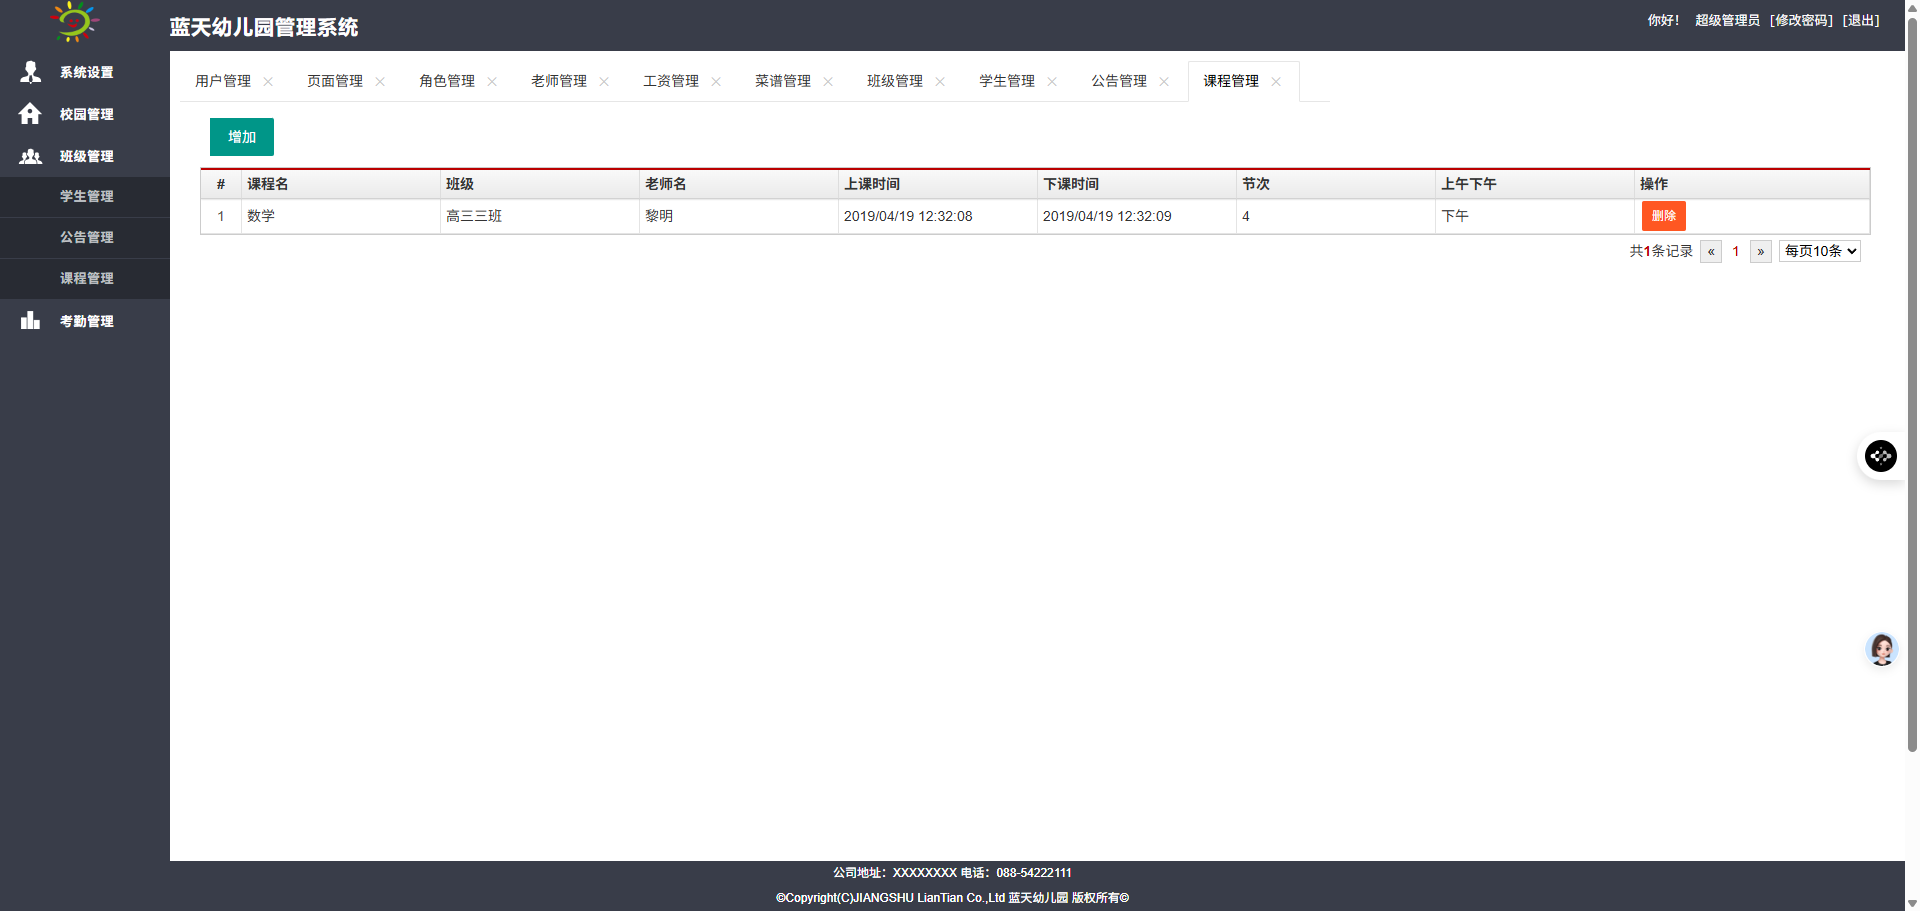 蓝天幼儿园管理系统
你好！ 超级管理员 [修改密码] [退出]
系统设置
校园管理
班级管理
学生管理
公告管理
课程管理
考勤管理
用户管理 页面管理 角色管理 老师管理 工资管理 菜谱管理 班级管理 学生管理 公告管理 课程管理
增加
# 课程名 班级 老师名 上课时间 下课时间 节次 上午下午 操作
1 数学 高三三班 黎明 2019/04/19 12:32:08 2019/04/19 12:32:09 4 下午 删除
共1条记录 « 1 » 每页10条
公司地址：XXXXXXXX 电话：088-54222111
©Copyright(C)JIANGSHU LianTian Co.,Ltd 蓝天幼儿园 版权所有©